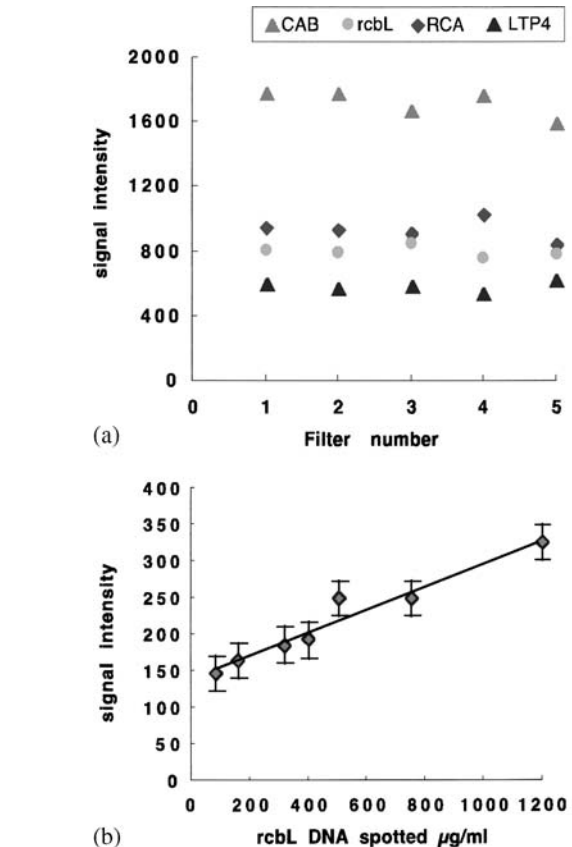 CAB rcbL RCA LTP4
2000
1600
1200
800
400
0
signal intensity
0 1 2 3 4 5
Filter number
(a)
400
350
300
250
200
150
100
50
0
signal intensity
0 200 400 600 800 1000 1200
rcbL DNA spotted µg/ml
(b)